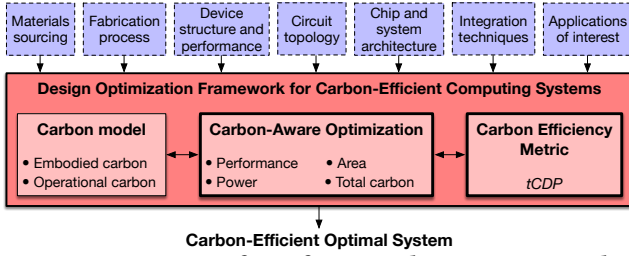 Materials sourcing
Fabrication process
Device structure and performance
Circuit topology
Chip and system architecture
Integration techniques
Applications of interest
Design Optimization Framework for Carbon-Efficient Computing Systems
Carbon model
• Embodied carbon
• Operational carbon
Carbon-Aware Optimization
• Performance
• Power
• Area
• Total carbon
Carbon Efficiency
Metric
tCDP
Carbon-Efficient Optimal System